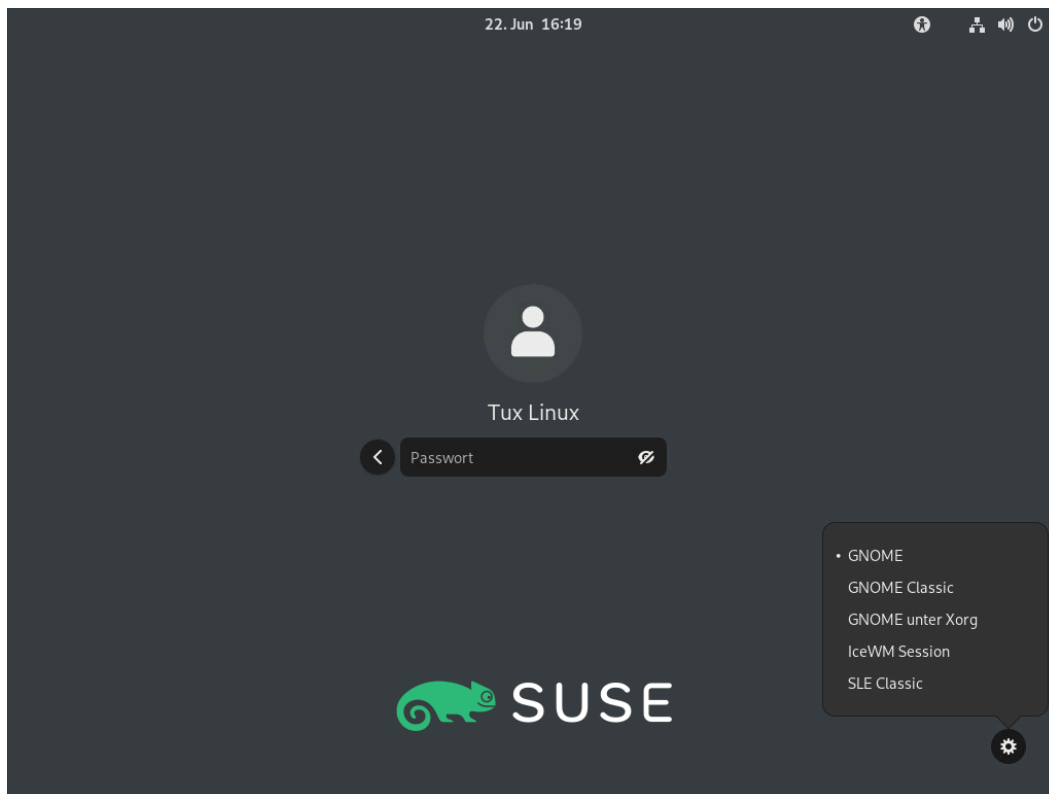 22. Jun 16:19
Tux Linux
Passwort
• GNOME
GNOME Classic
GNOME unter Xorg
IceWM Session
SLE Classic
SUSE